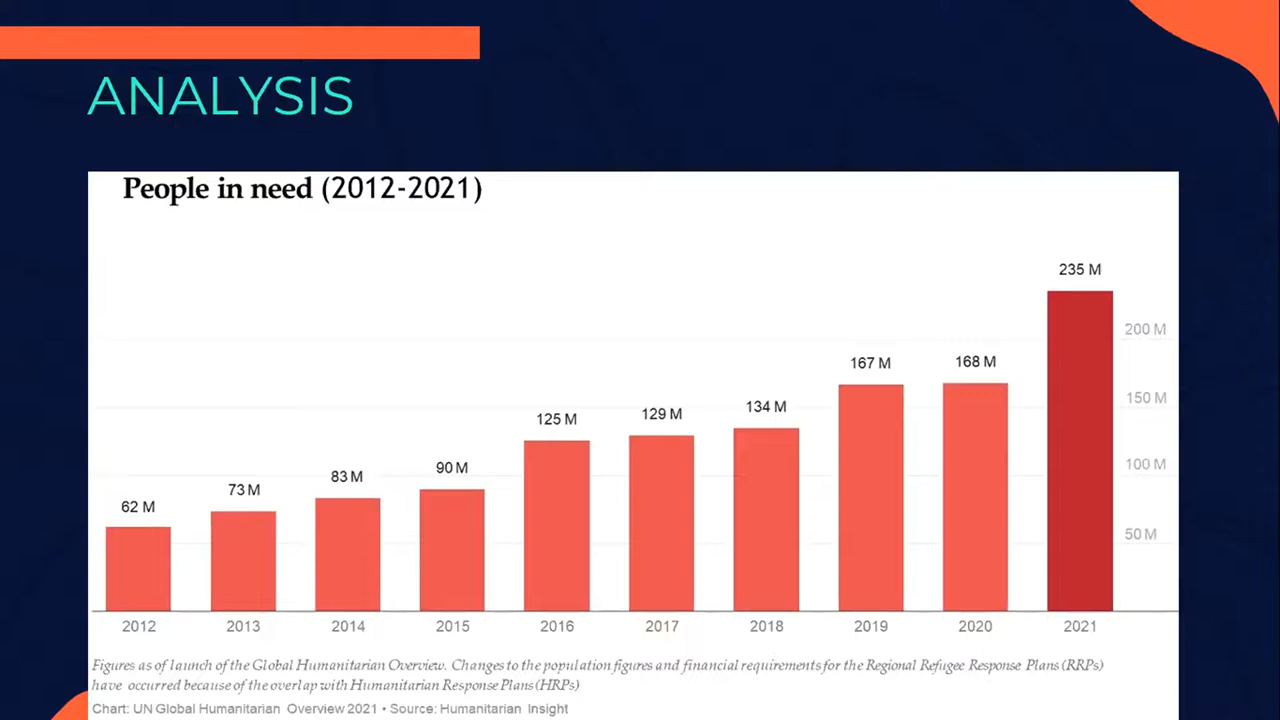 ANALYSIS
People in need (2012-2021)
235 M
200 M
167 M
168 M
150 M
134 M
129 M
125 M
100 M
90 M
83 M
73 M
62 M
50 M
2012 2013 2014 2015 2016 2017 2018 2019 2020 2021
Figures as of launch of the Global Humanitarian Overview. Changes to the population figures and financial requirements for the Regional Refugee Response Plans (RRPs)
have occurred because of the overlap with Humanitarian Response Plans (HRPs)
Chart: UN Global Humanitarian Overview 2021 • Source: Humanitarian Insight